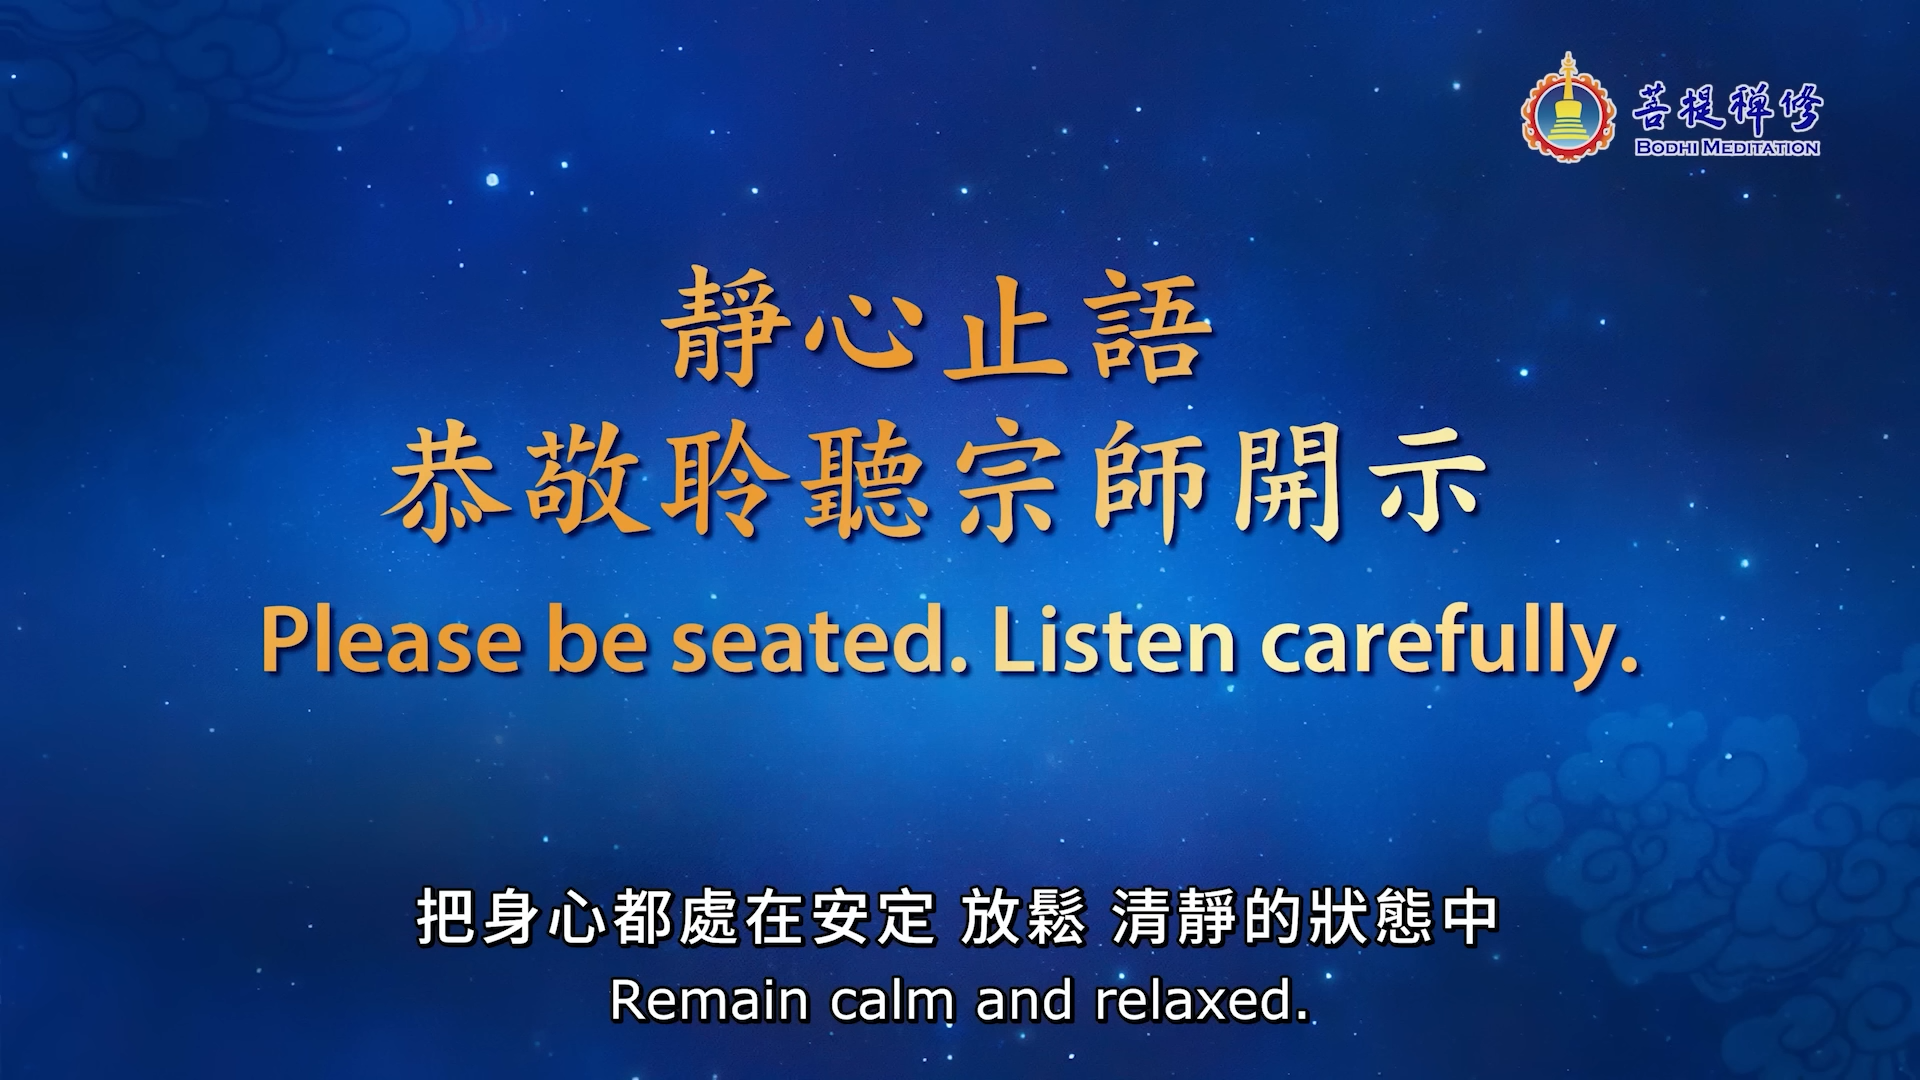 菩提禪修
BODHI MEDITATION
靜心止語
恭敬聆聽宗師開示
Please be seated. Listen carefully.
把身心都處在安定 放鬆 清靜的狀態中
Remain calm and relaxed.